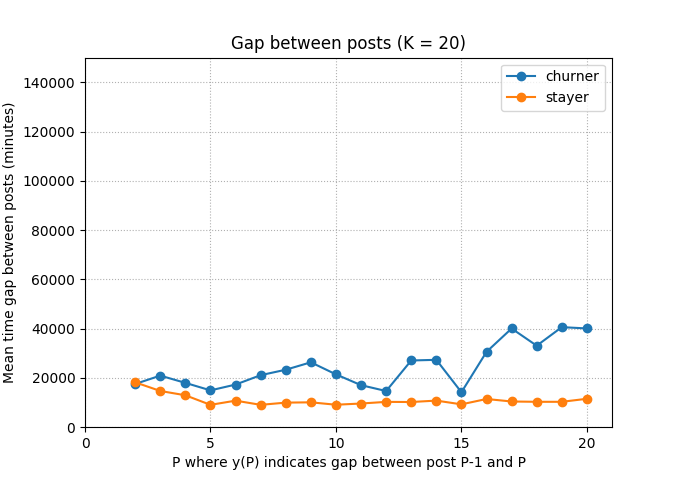 Gap between posts (K = 20)
churner
stayer
Mean time gap between posts (minutes)
140000
120000
100000
80000
60000
40000
20000
0
0
5
10
15
20
P where y(P) indicates gap between post P-1 and P